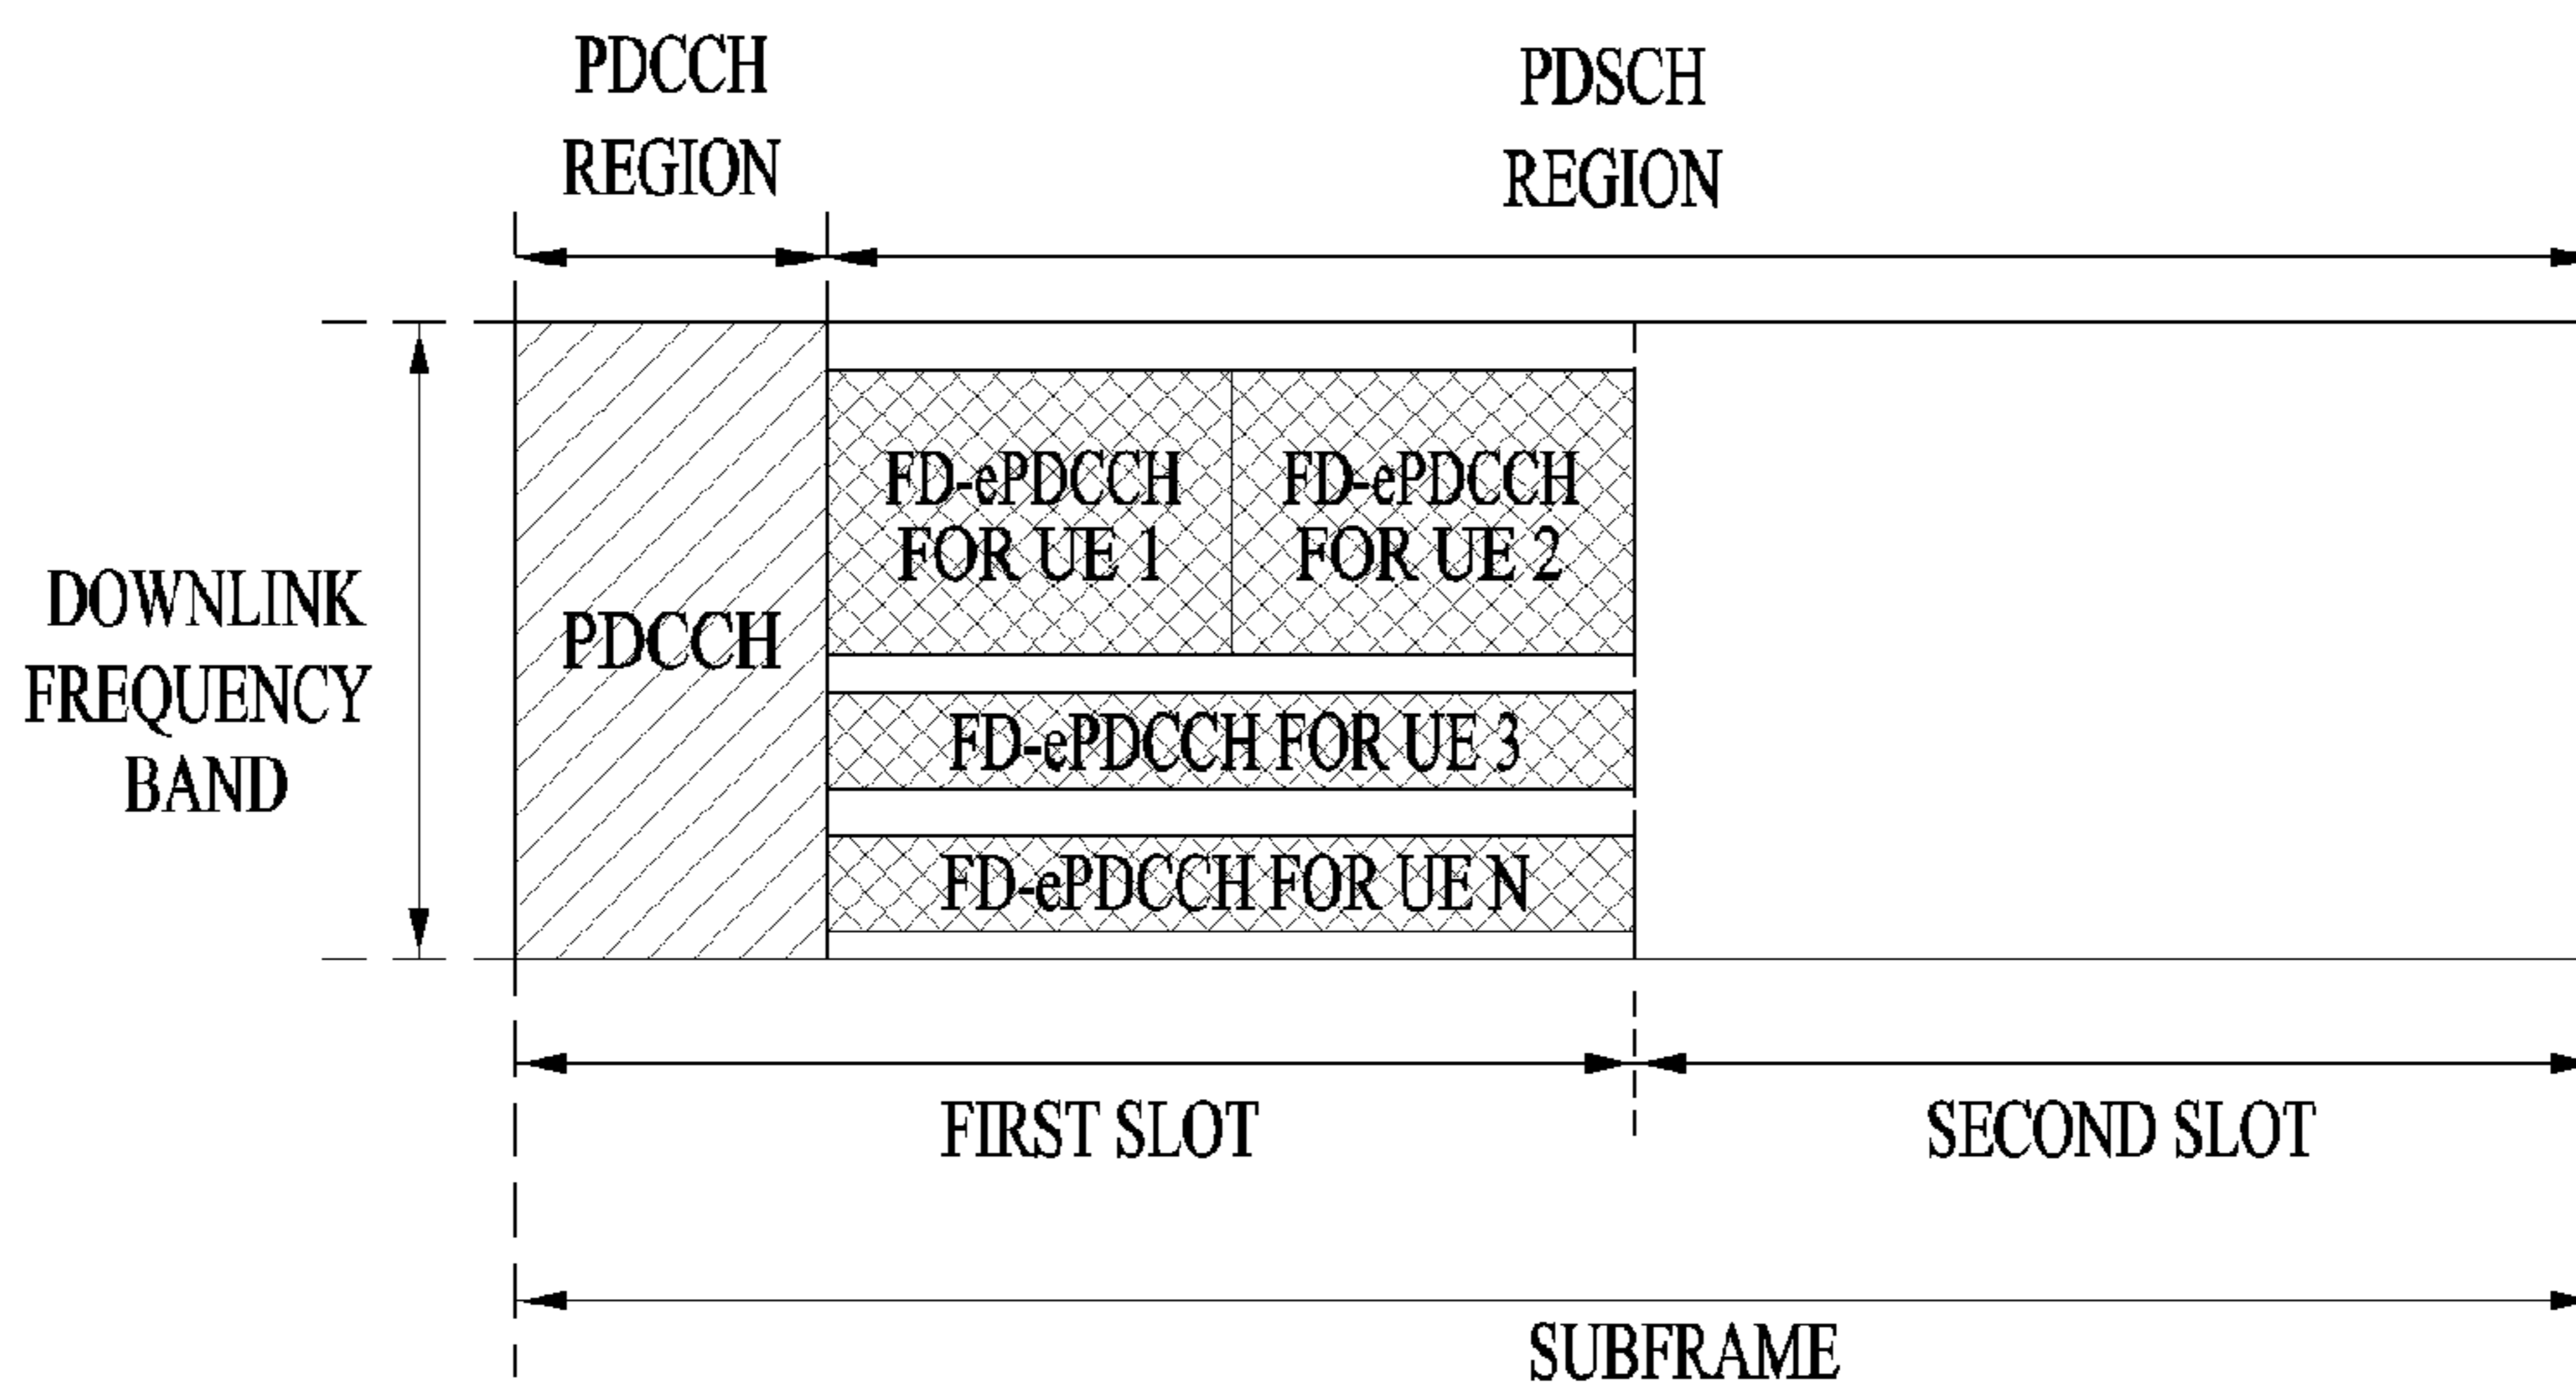 PDCCH
REGION
PDSCH
REGION
DOWNLINK
FREQUENCY
BAND
PDCCH
FD-ePDCCH
FOR UE 1
FD-ePDCCH
FOR UE 2
FD-ePDCCH FOR UE 3
FD-ePDCCH FOR UE N
FIRST SLOT
SECOND SLOT
SUBFRAME